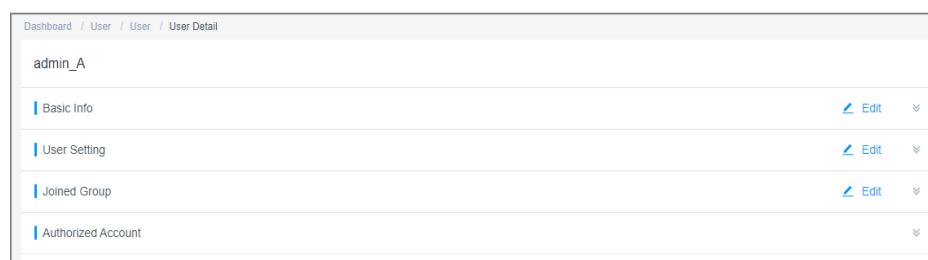 Dashboard / User / User / User Detail
admin_A
Basic Info Edit
User Setting Edit
Joined Group Edit
Authorized Account